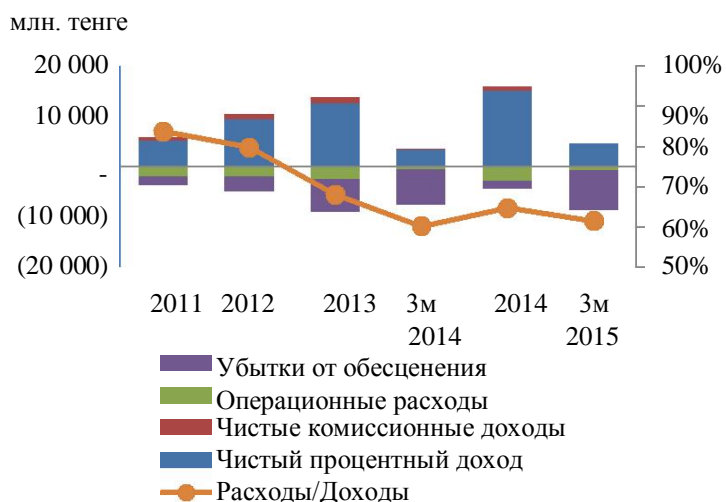 млн. тенге
20 000
10 000
-
(10 000)
(20 000)
100%
90%
80%
70%
60%
50%
2011 2012 2013 3м 2014 3м
2014 2015
Убытки от обесценения
Операционные расходы
Чистые комиссионные доходы
Чистый процентный доход
Расходы/Доходы